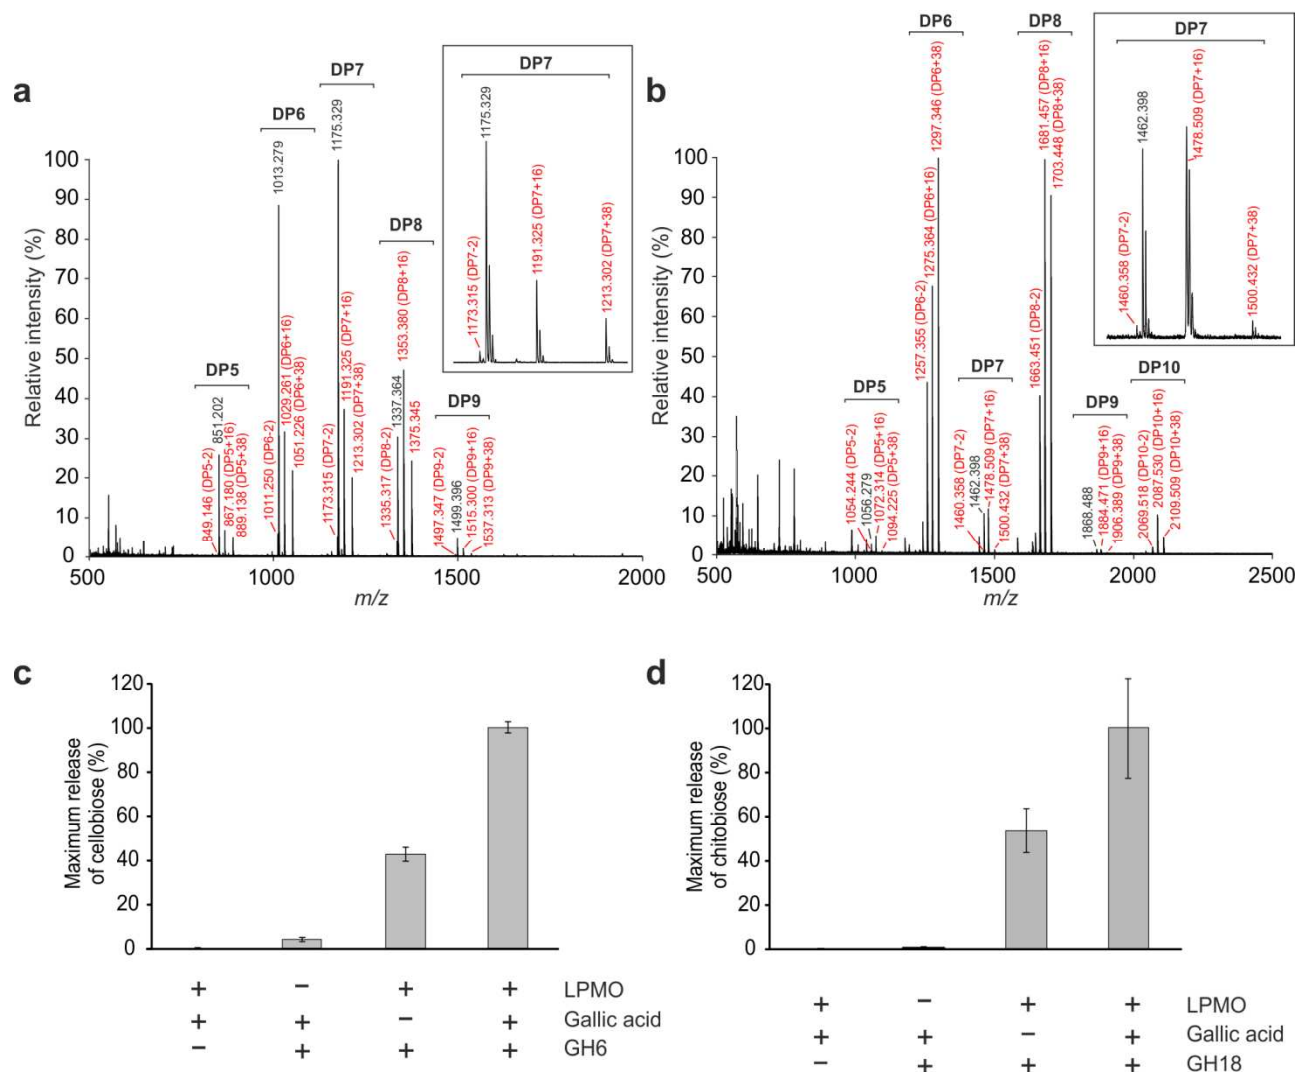 a
DP5
DP6
DP7
DP8
DP9
849.146 (DP5-2)
851.202
867.180 (DP5+16)
889.138 (DP5+38)
1011.250 (DP6-2)
1013.279
1029.261 (DP6+16)
1051.226 (DP6+38)
1173.315 (DP7-2)
1175.329
1191.325 (DP7+16)
1213.302 (DP7+38)
1335.317 (DP8-2)
1337.364
1353.380 (DP8+16)
1375.345
1497.347 (DP9-2)
1499.396
1515.300 (DP9+16)
1537.313 (DP9+38)
DP7
1173.315 (DP7-2)
1175.329
1191.325 (DP7+16)
1213.302 (DP7+38)
Relative intensity (%)
100
90
80
70
60
50
40
30
20
10
0
500
1000
1500
2000
m/z
b
DP5
DP6
DP7
DP8
DP9
DP10
1054.244 (DP5-2)
1056.279
1072.314 (DP5+16)
1094.225 (DP5+38)
1257.355 (DP6-2)
1275.364 (DP6+16)
1297.346 (DP6+38)
1460.358 (DP7-2)
1462.398
1478.509 (DP7+16)
1500.432 (DP7+38)
1663.451 (DP8-2)
1681.457 (DP8+16)
1703.448 (DP8+38)
1868.488
1884.471 (DP9+16)
1906.389 (DP9+38)
2069.518 (DP10-2)
2087.530 (DP10+16)
2109.509 (DP10+38)
DP7
1460.358 (DP7-2)
1462.398
1478.509 (DP7+16)
1500.432 (DP7+38)
Relative intensity (%)
100
90
80
70
60
50
40
30
20
10
0
500
1000
1500
2000
2500
m/z
c
Maximum release
of cellobiose (%)
120
100
80
60
40
20
0
+ − + + LPMO
+ + − + Gallic acid
− + + + GH6
d
Maximum release
of chitobiose (%)
120
100
80
60
40
20
0
+ − + + LPMO
+ + − + Gallic acid
− + + + GH18